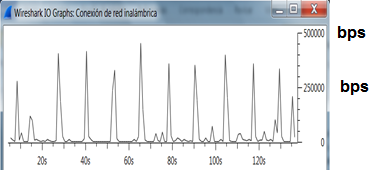 Wireshark IO Graphs: Conexión de red inalámbrica
500000 bps
250000 bps
0
20s 40s 60s 80s 100s 120s